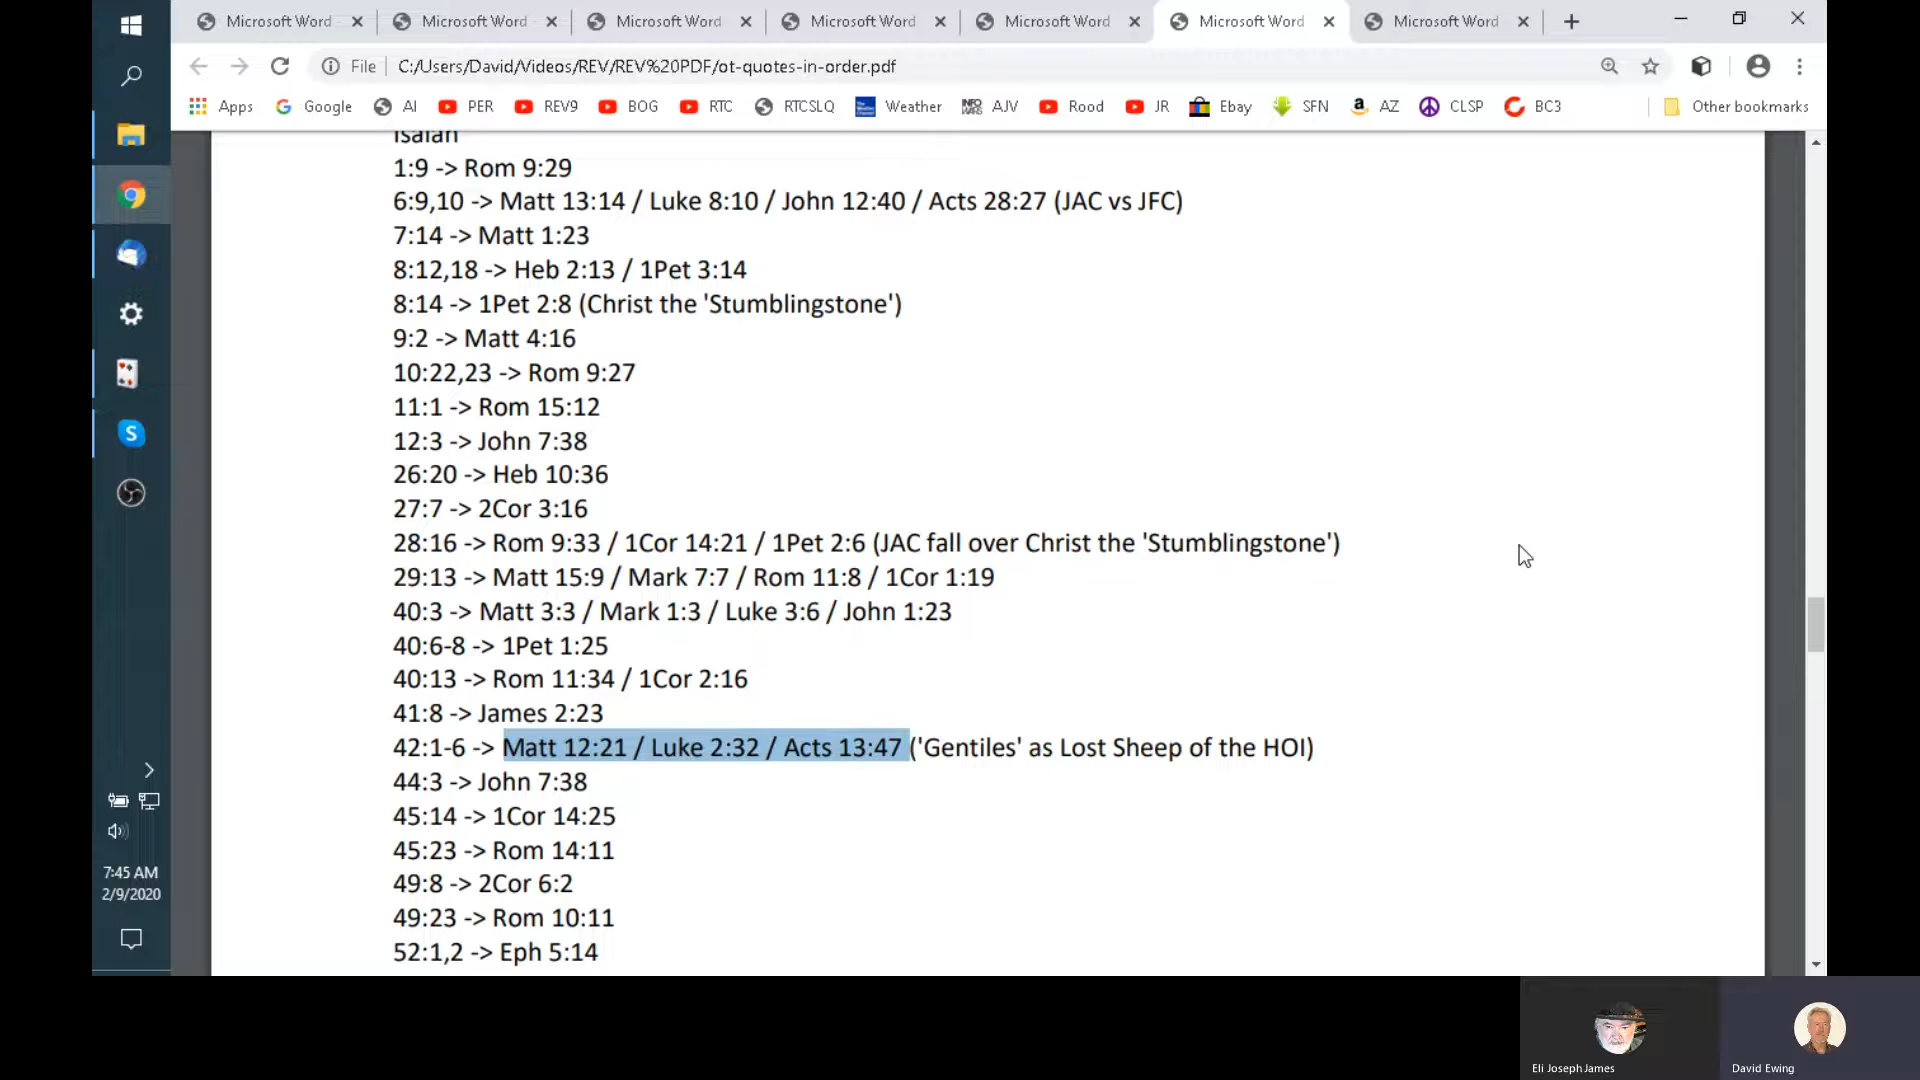 Microsoft Word Microsoft Word Microsoft Word Microsoft Word Microsoft Word Microsoft Word Microsoft Word
File C:/Users/David/Videos/REV/REV%20PDF/ot-quotes-in-order.pdf
Apps Google AI PER REV9 BOG RTC RTCSLQ Weather AJV Rood JR Ebay SFN AZ CLSP BC3 Other bookmarks
Isaiah
1:9 -> Rom 9:29
6:9,10 -> Matt 13:14 / Luke 8:10 / John 12:40 / Acts 28:27 (JAC vs JFC)
7:14 -> Matt 1:23
8:12,18 -> Heb 2:13 / 1Pet 3:14
8:14 -> 1Pet 2:8 (Christ the 'Stumblingstone')
9:2 -> Matt 4:16
10:22,23 -> Rom 9:27
11:1 -> Rom 15:12
12:3 -> John 7:38
26:20 -> Heb 10:36
27:7 -> 2Cor 3:16
28:16 -> Rom 9:33 / 1Cor 14:21 / 1Pet 2:6 (JAC fall over Christ the 'Stumblingstone')
29:13 -> Matt 15:9 / Mark 7:7 / Rom 11:8 / 1Cor 1:19
40:3 -> Matt 3:3 / Mark 1:3 / Luke 3:6 / John 1:23
40:6-8 -> 1Pet 1:25
40:13 -> Rom 11:34 / 1Cor 2:16
41:8 -> James 2:23
42:1-6 -> Matt 12:21 / Luke 2:32 / Acts 13:47 ('Gentiles' as Lost Sheep of the HOI)
44:3 -> John 7:38
45:14 -> 1Cor 14:25
45:23 -> Rom 14:11
49:8 -> 2Cor 6:2
49:23 -> Rom 10:11
52:1,2 -> Eph 5:14
7:45 AM
2/9/2020
Eli Joseph James David Ewing